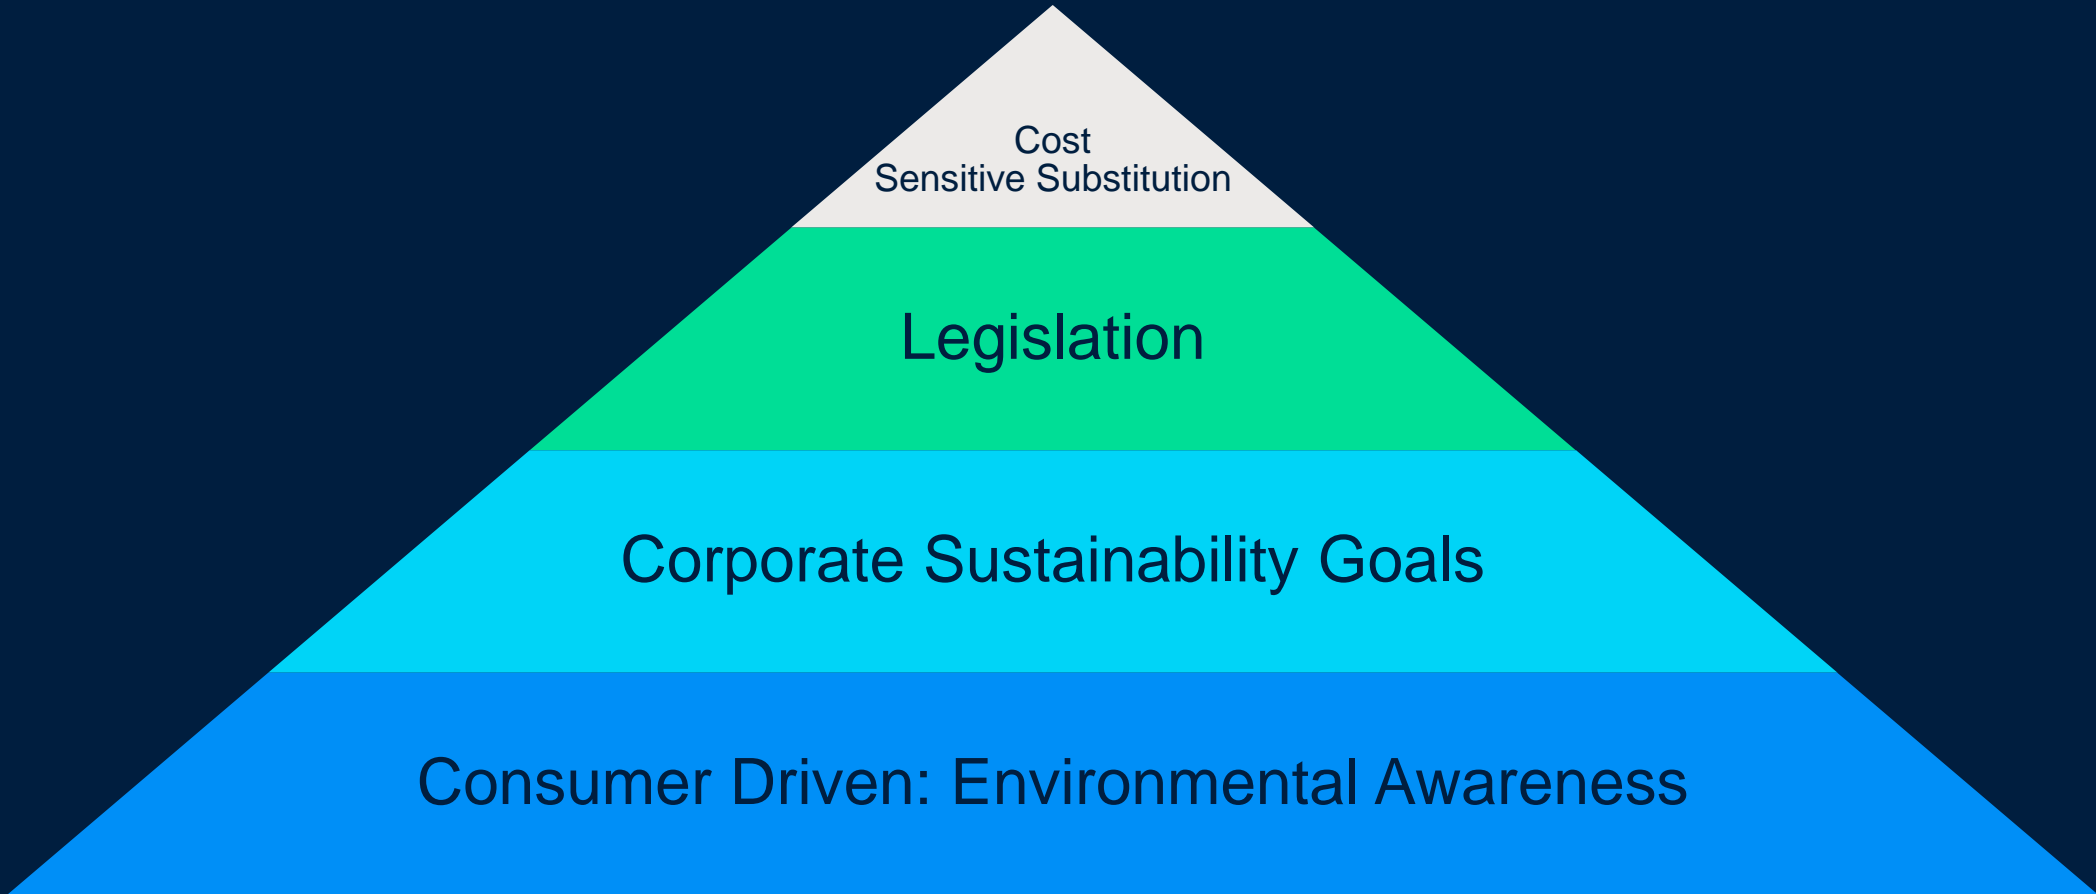 Cost
Sensitive Substitution
Legislation
Corporate Sustainability Goals
Consumer Driven: Environmental Awareness